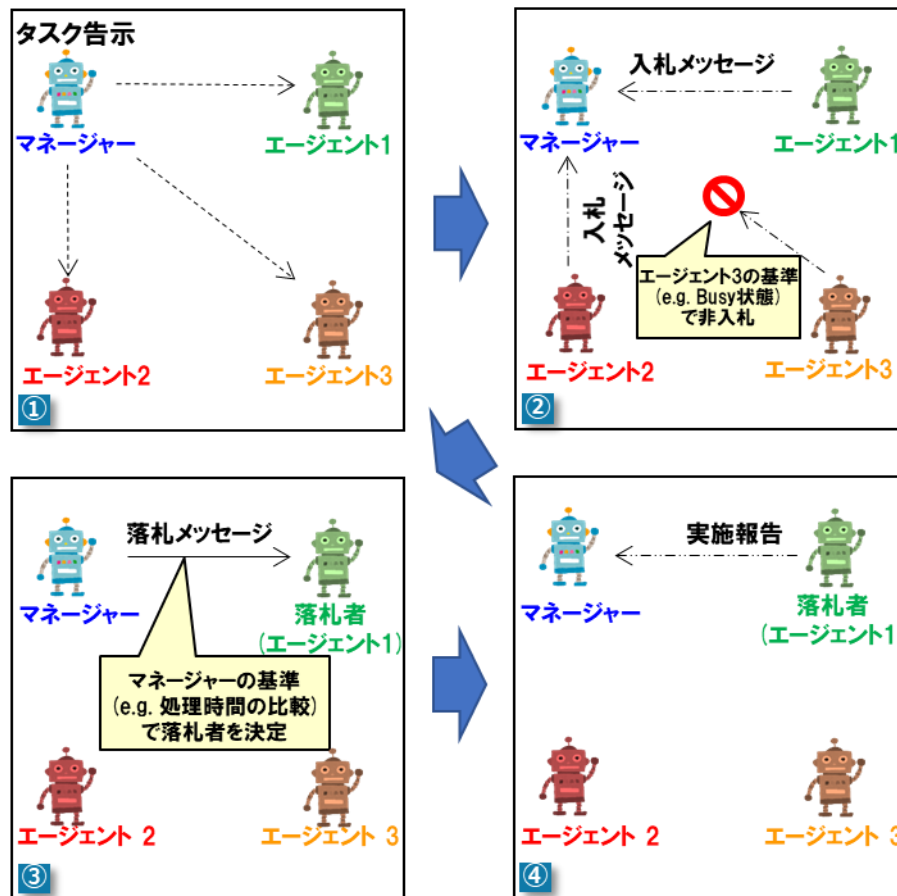 タスク告示
マネージャー
エージェント1
エージェント2
エージェント3
①
入札メッセージ
マネージャー
エージェント1
入札
メッセージ
エージェント3の基準
(e.g. Busy状態)
で非入札
エージェント2
エージェント3
②
落札メッセージ
マネージャー
落札者
(エージェント1)
マネージャーの基準
(e.g. 処理時間の比較)
で落札者を決定
エージェント 2
エージェント 3
③
実施報告
マネージャー
落札者
(エージェント1
エージェント 2
エージェント 3
④